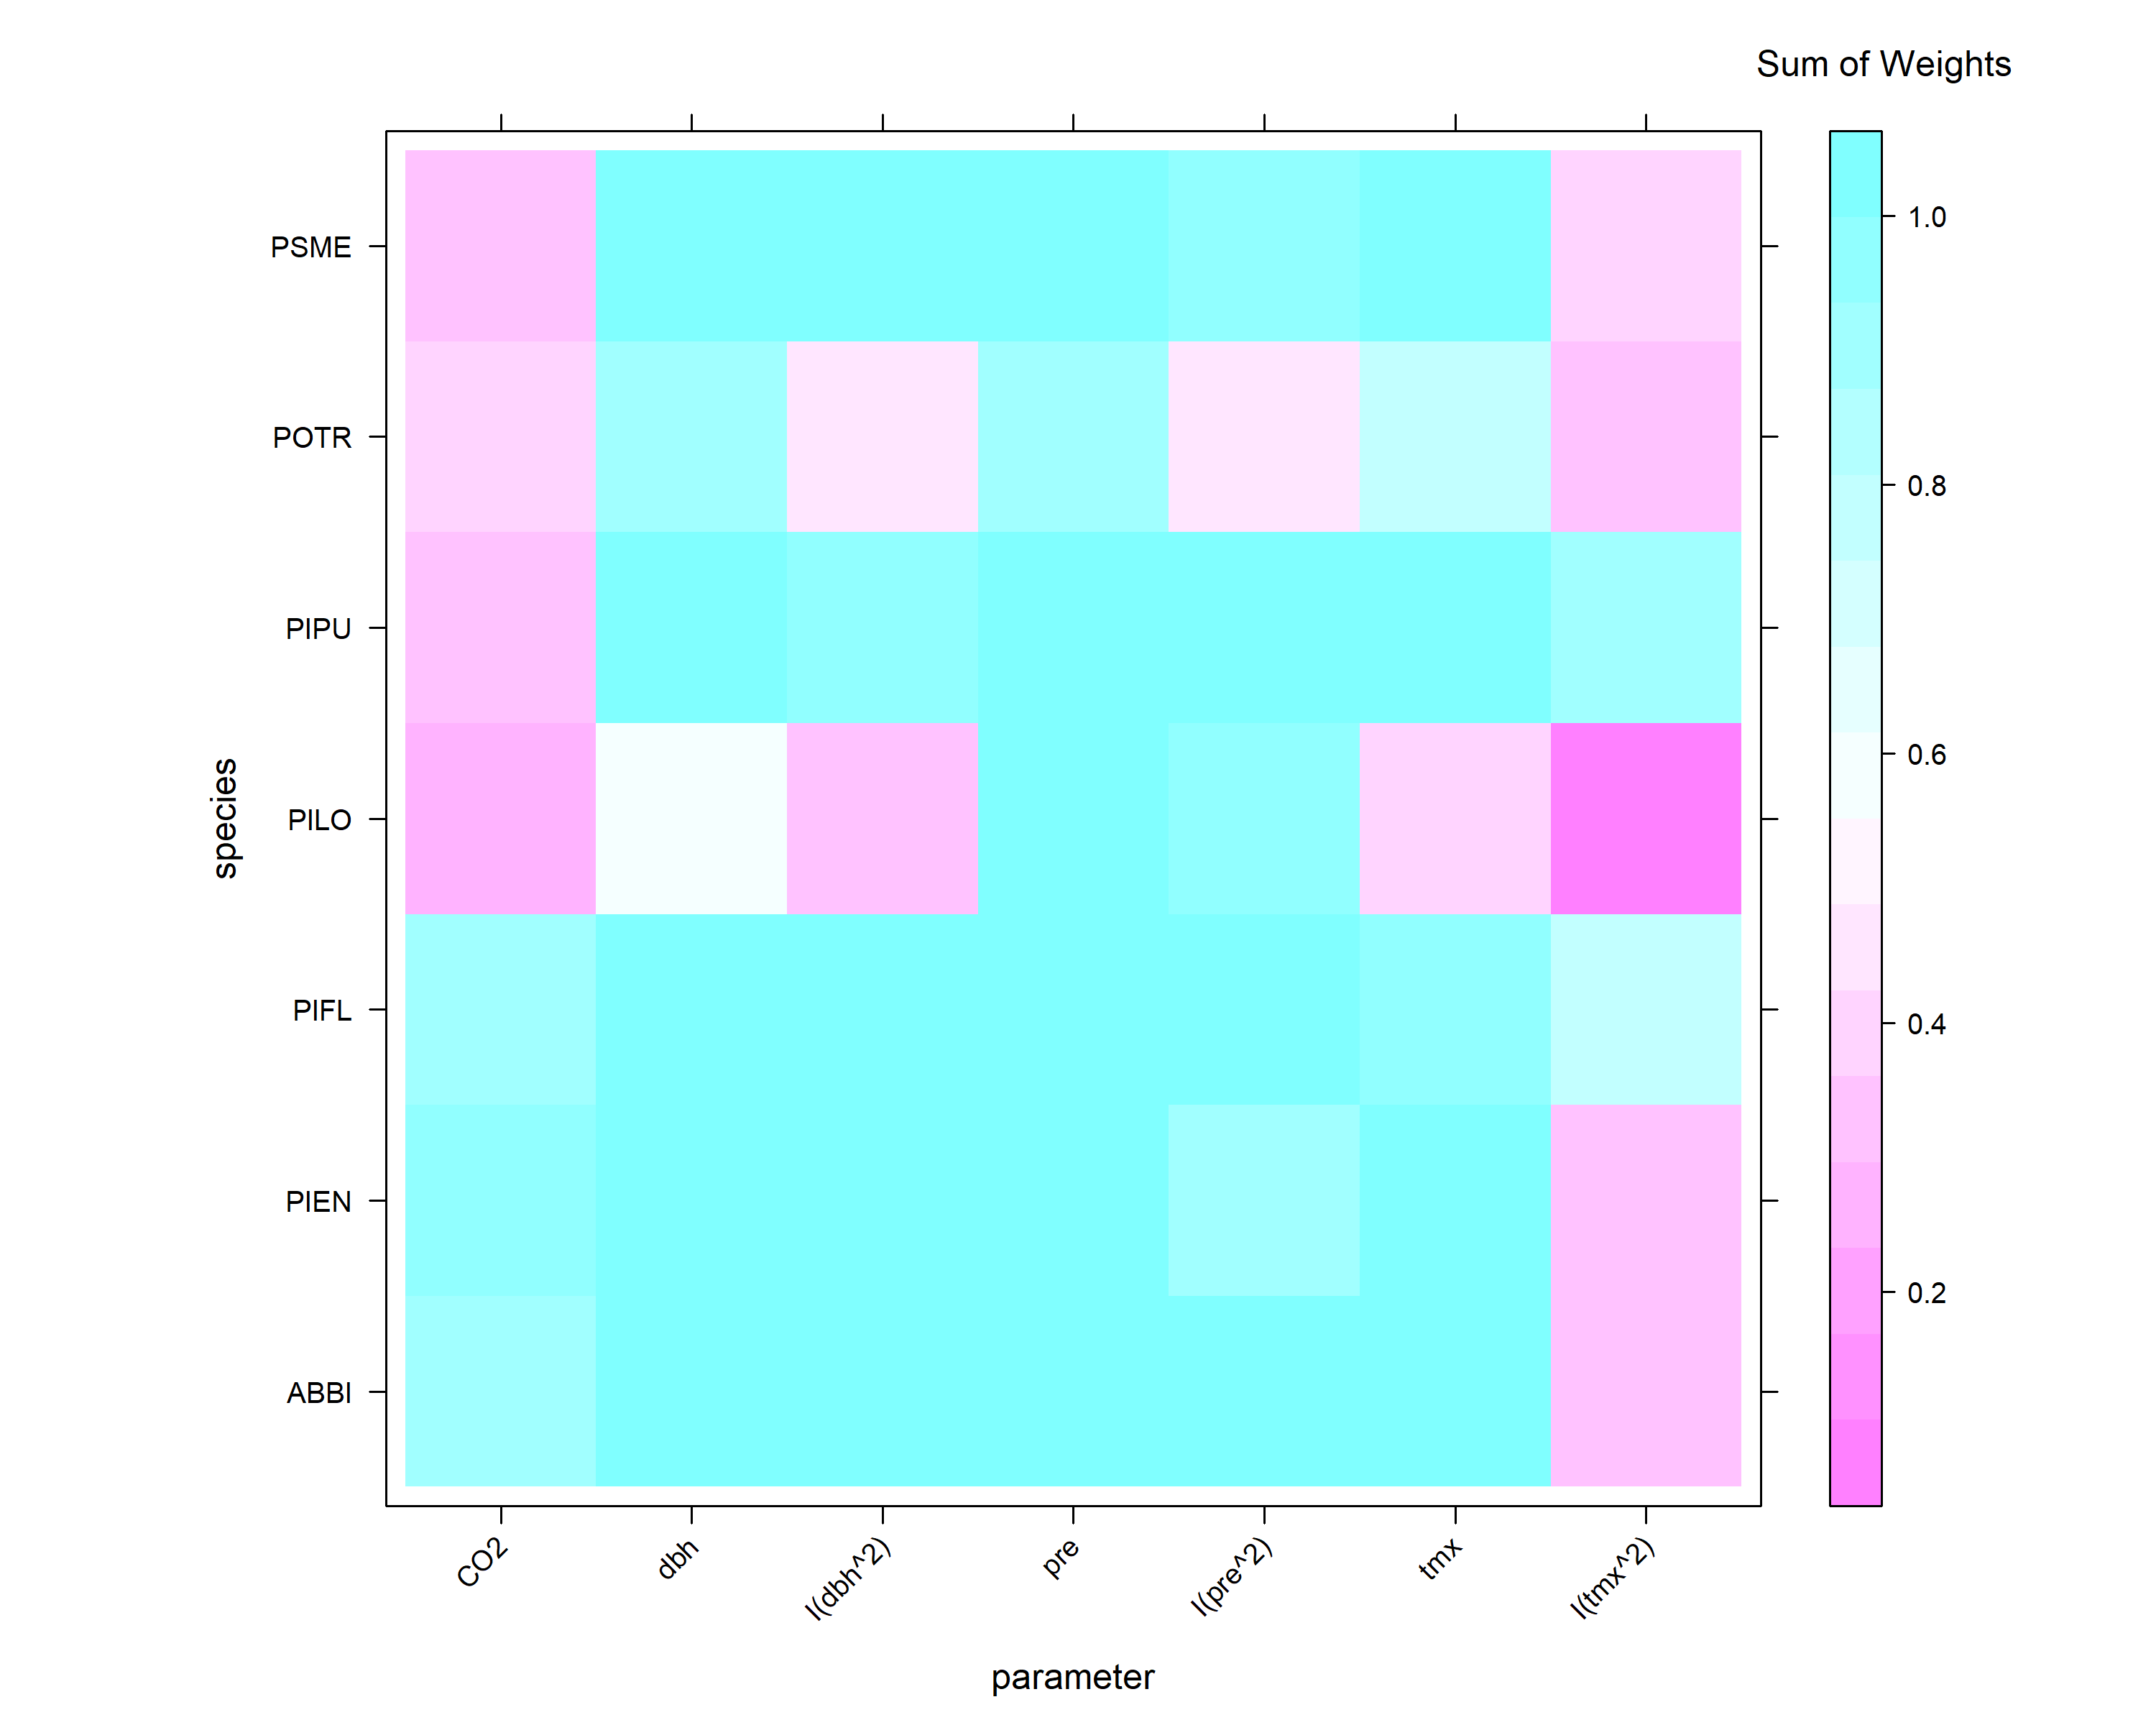 Sum of Weights
PSME
POTR
PIPU
PILO
PIFL
PIEN
ABBI
species
1.0
0.8
0.6
0.4
0.2
CO2
dbh
I(dbh^2)
pre
I(pre^2)
tmx
I(tmx^2)
parameter